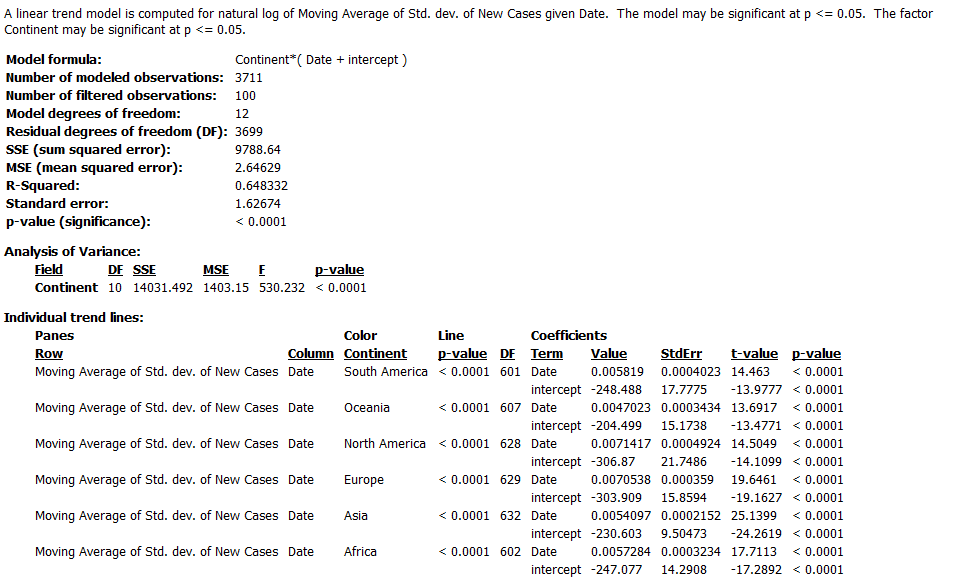 A linear trend model is computed for natural log of Moving Average of Std. dev. of New Cases given Date.  The model may be significant at p <= 0.05.  The factor
Continent may be significant at p <= 0.05.
Model formula: Continent*( Date + intercept )
Number of modeled observations: 3711
Number of filtered observations: 100
Model degrees of freedom: 12
Residual degrees of freedom (DF): 3699
SSE (sum squared error): 9788.64
MSE (mean squared error): 2.64629
R-Squared: 0.648332
Standard error: 1.62674
p-value (significance): < 0.0001
Analysis of Variance:
Field DF SSE MSE F p-value
Continent 10 14031.492 1403.15 530.232 < 0.0001
Individual trend lines:
Panes Color Line Coefficients
Row Column Continent p-value DF Term Value StdErr t-value p-value
Moving Average of Std. dev. of New Cases Date South America < 0.0001 601 Date 0.005819 0.0004023 14.463 < 0.0001
intercept -248.488 17.7775 -13.9777 < 0.0001
Moving Average of Std. dev. of New Cases Date Oceania < 0.0001 607 Date 0.0047023 0.0003434 13.6917 < 0.0001
intercept -204.499 15.1738 -13.4771 < 0.0001
Moving Average of Std. dev. of New Cases Date North America < 0.0001 628 Date 0.0071417 0.0004924 14.5049 < 0.0001
intercept -306.87 21.7486 -14.1099 < 0.0001
Moving Average of Std. dev. of New Cases Date Europe < 0.0001 629 Date 0.0070538 0.000359 19.6461 < 0.0001
intercept -303.909 15.8594 -19.1627 < 0.0001
Moving Average of Std. dev. of New Cases Date Asia < 0.0001 632 Date 0.0054097 0.0002152 25.1399 < 0.0001
intercept -230.603 9.50473 -24.2619 < 0.0001
Moving Average of Std. dev. of New Cases Date Africa < 0.0001 602 Date 0.0057284 0.0003234 17.7113 < 0.0001
intercept -247.077 14.2908 -17.2892 < 0.0001